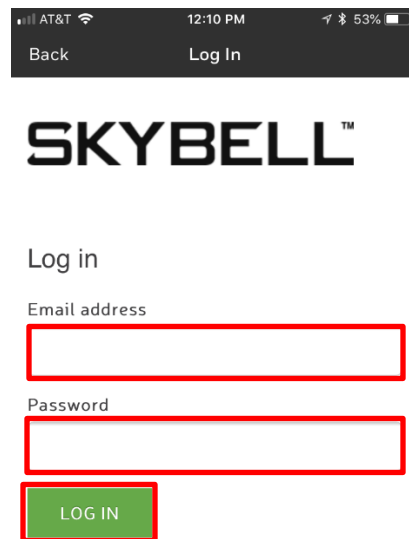 AT&T 12:10 PM 53%
Back Log In
SKYBELL™
Log in
Email address
Password
LOG IN